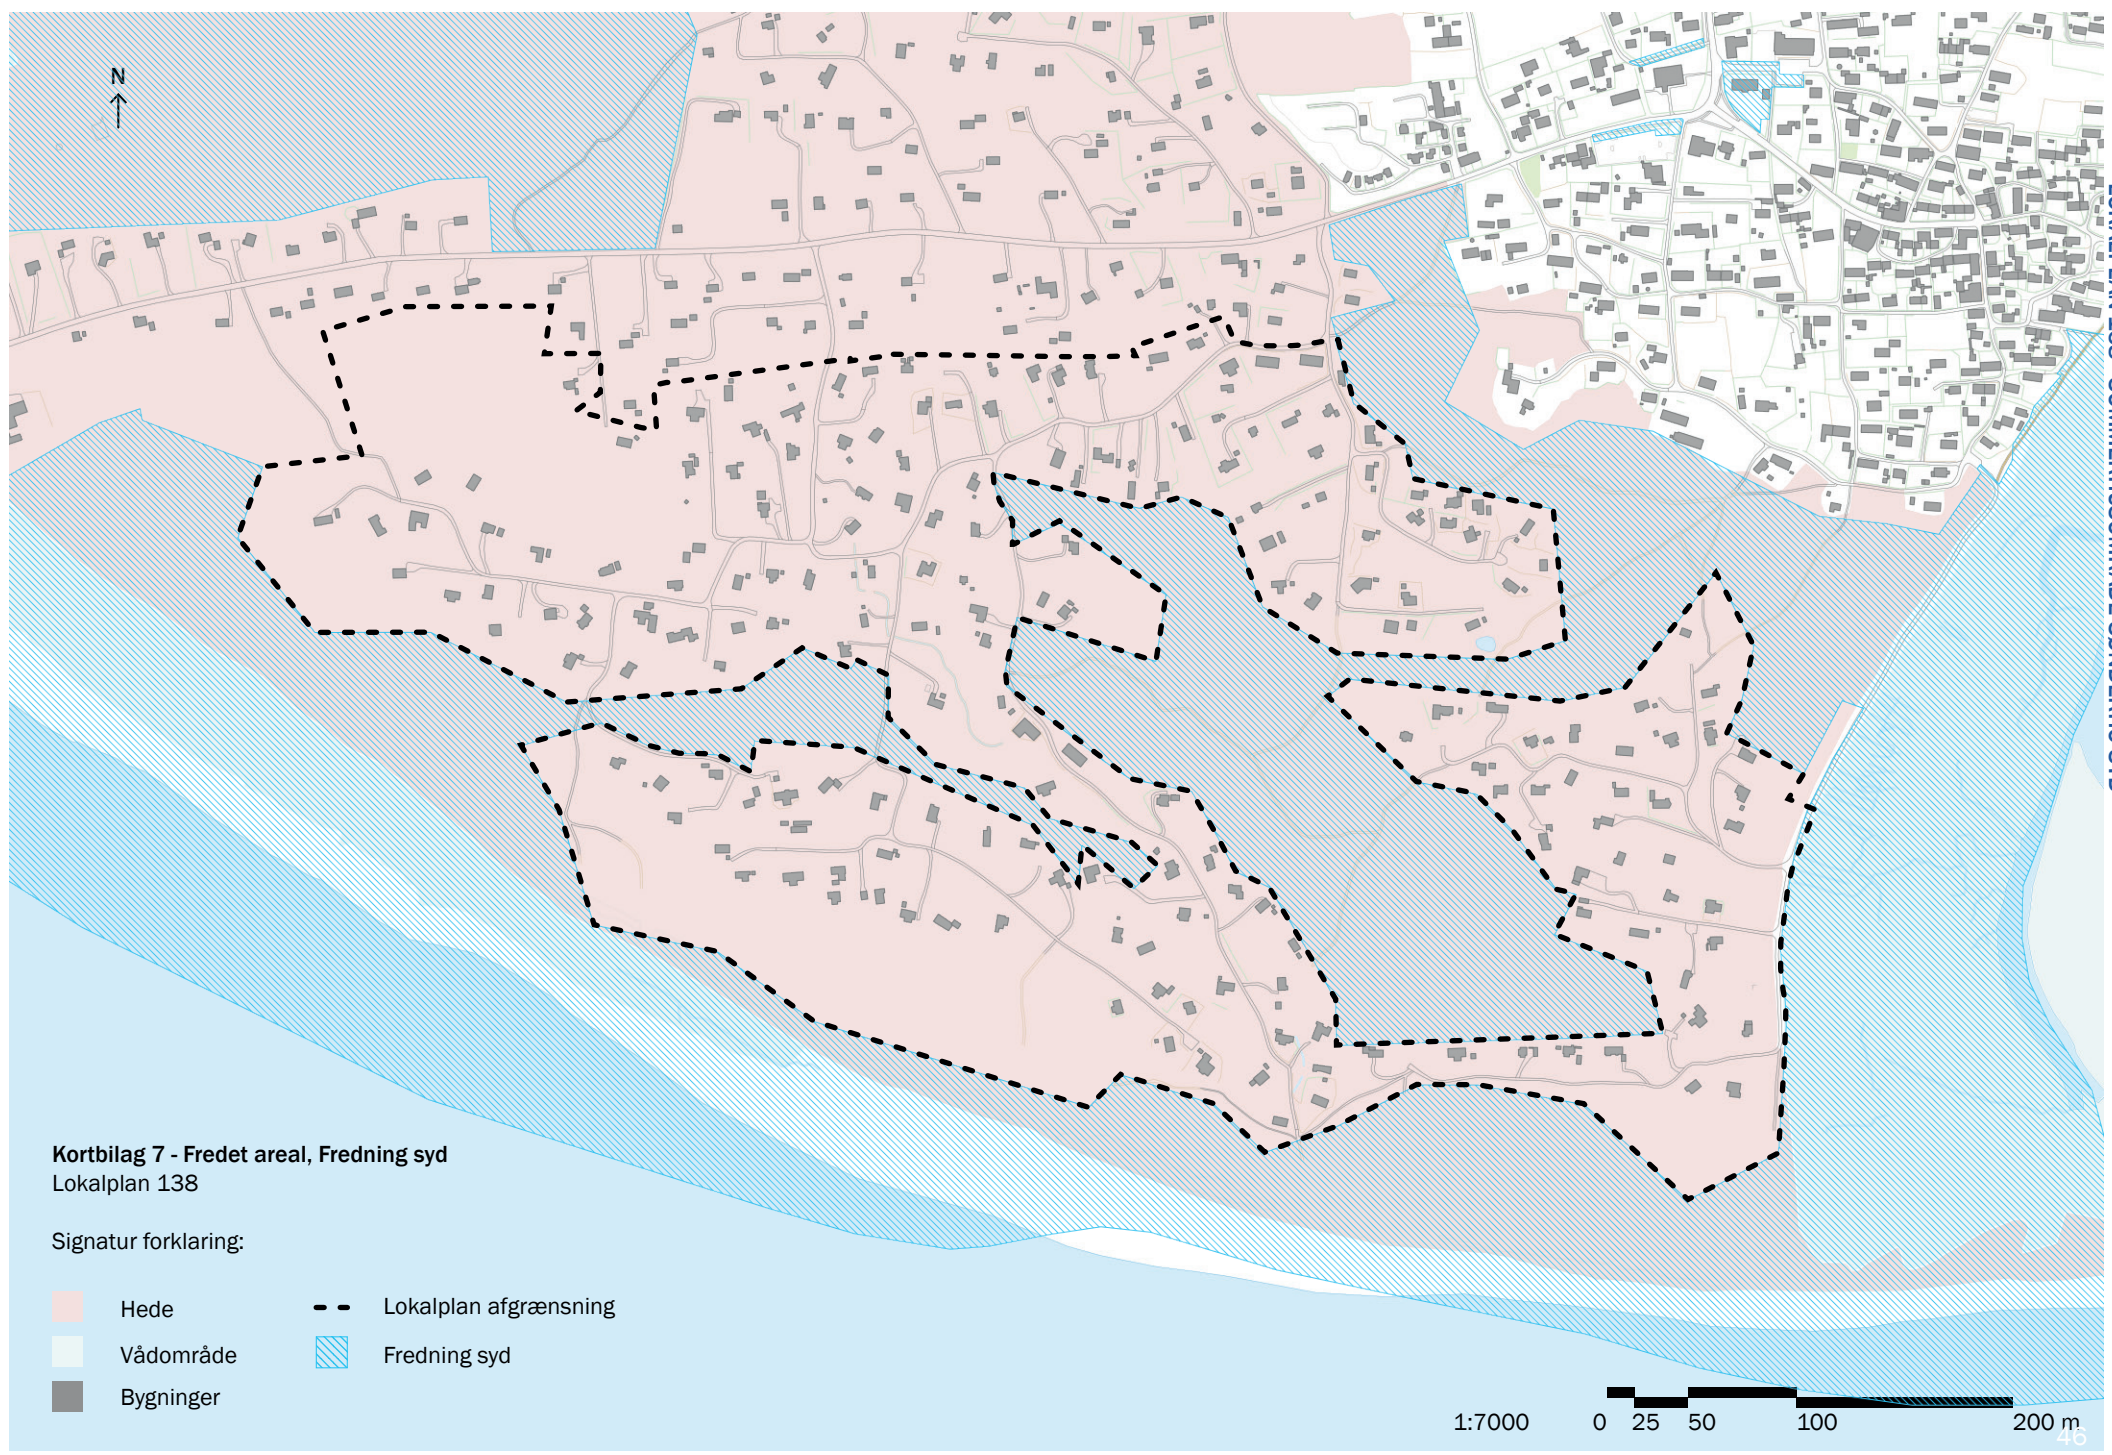 N
Kortbilag 7 - Fredet areal, Fredning syd
Lokalplan 138
Signatur forklaring:
Hede
Vådområde
Bygninger
Lokalplan afgrænsning
Fredning syd
1:7000
0 25 50 100 200 m
46